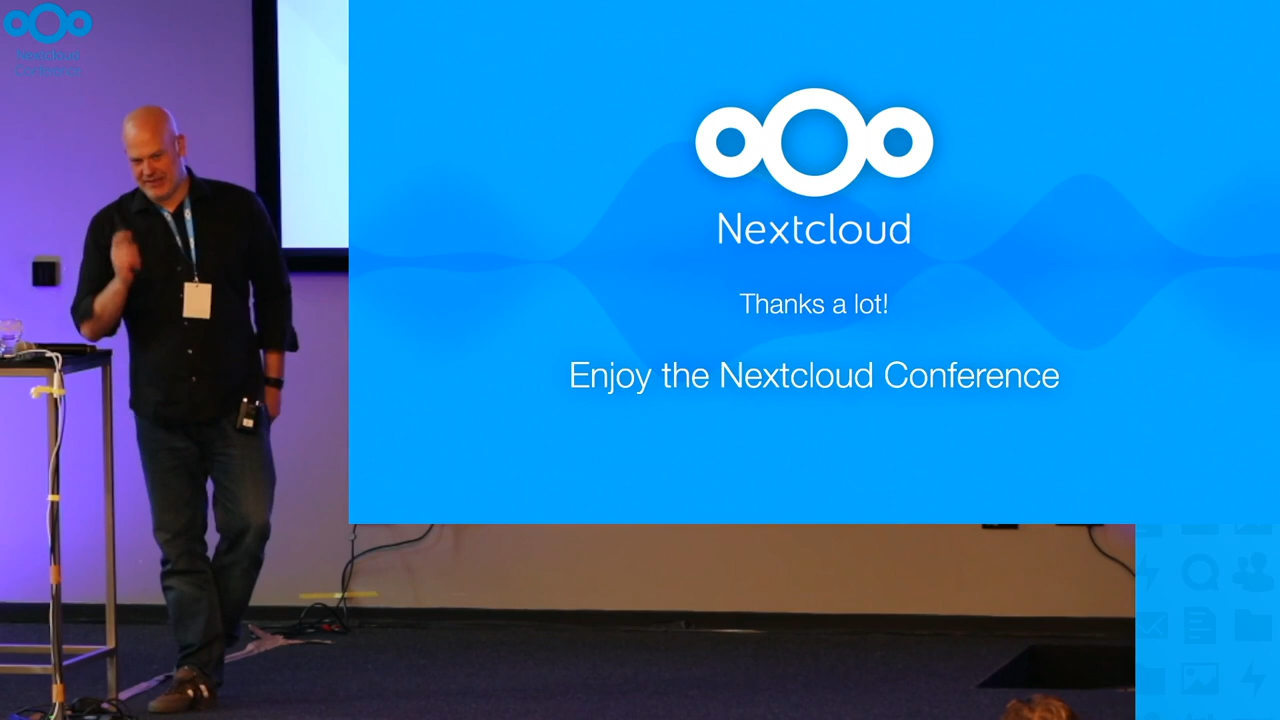 Nextcloud
Conference
Nextcloud
Thanks a lot!
Enjoy the Nextcloud Conference